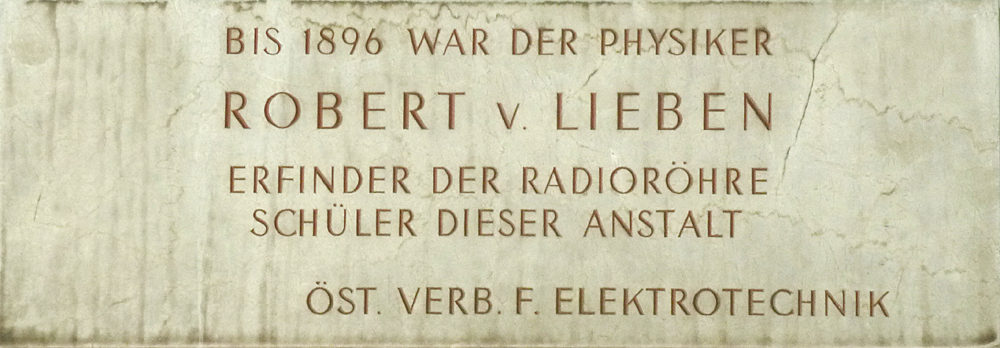 BIS 1896 WAR DER PHYSIKER
ROBERT v. LIEBEN
ERFINDER DER RADIORÖHRE
SCHÜLER DIESER ANSTALT
ÖST. VERB. F. ELEKTROTECHNIK